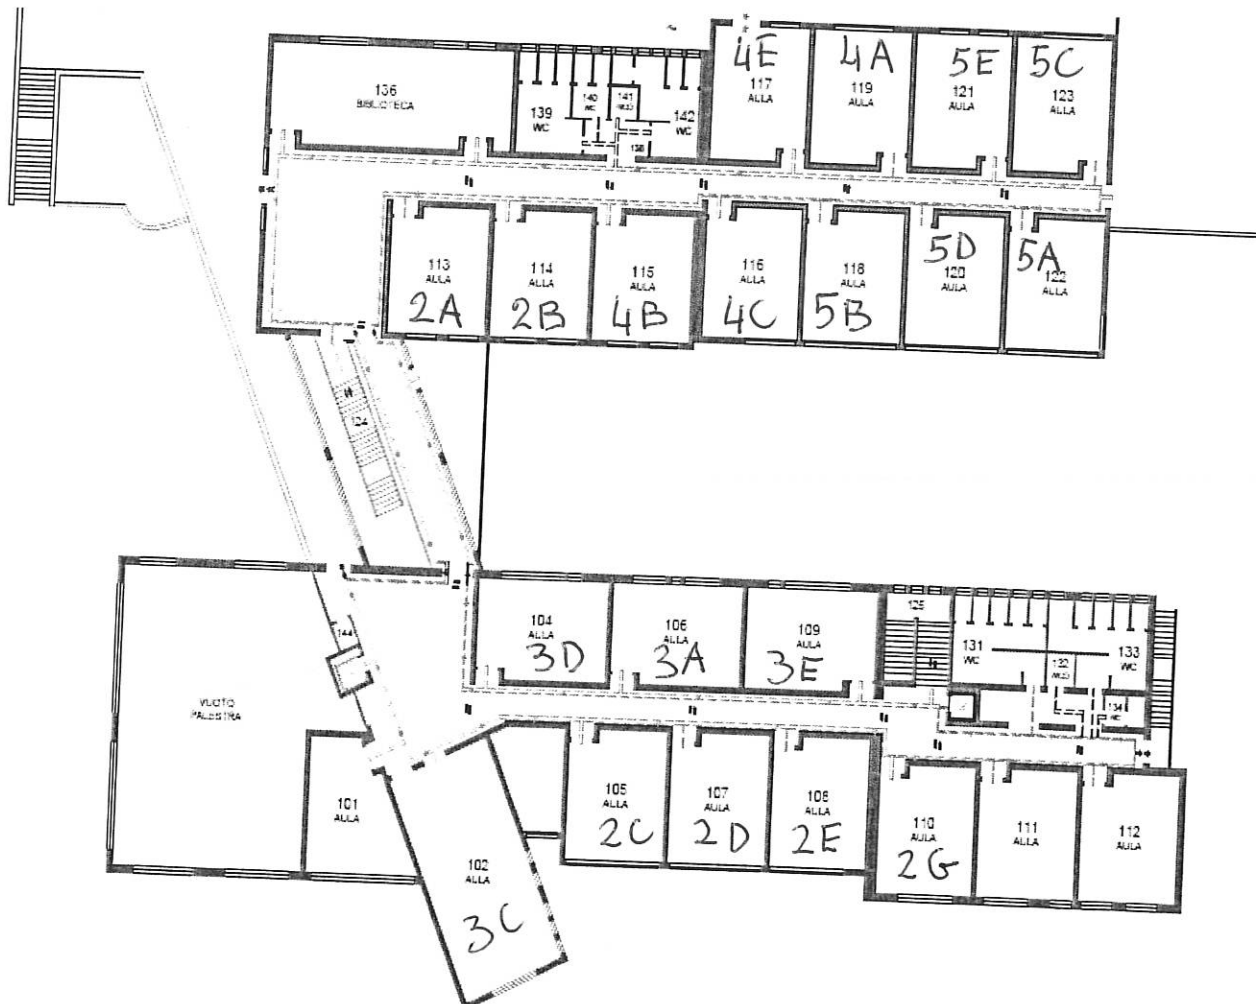 4E
117
AULA
4A
119
AULA
5E
121
AULA
5C
123
AULA
136
BIBLIOTECA
139
WC
140
WC
141
142
WC
138
113
AULA
2A
114
AULA
2B
115
AULA
4B
116
AULA
4C
118
AULA
5B
5D
120
AULA
5A
122
AULA
124
144
VUOTO
PALESTRA
104
AULA
3D
106
AULA
3A
109
AULA
3E
131
WC
132
133
WC
134
WC
101
AULA
102
AULA
3C
105
AULA
2C
107
AULA
2D
108
AULA
2E
110
AULA
2G
111
AULA
112
AULA